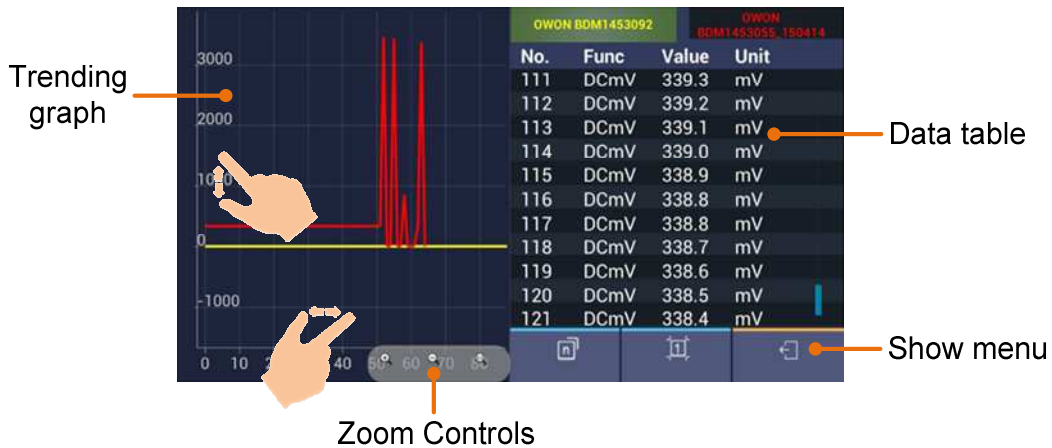 Trending
graph
3000
2000
1000
0
-1000
0 10 40 50 60 70 80
OWON BDM1453092
OWON
BDM1453055_150414
No. Func Value Unit
111 DCmV 339.3 mV
112 DCmV 339.2 mV
113 DCmV 339.1 mV
114 DCmV 339.0 mV
115 DCmV 338.9 mV
116 DCmV 338.8 mV
117 DCmV 338.8 mV
118 DCmV 338.7 mV
119 DCmV 338.6 mV
120 DCmV 338.5 mV
121 DCmV 338.4 mV
n 1
Data table
Show menu
Zoom Controls